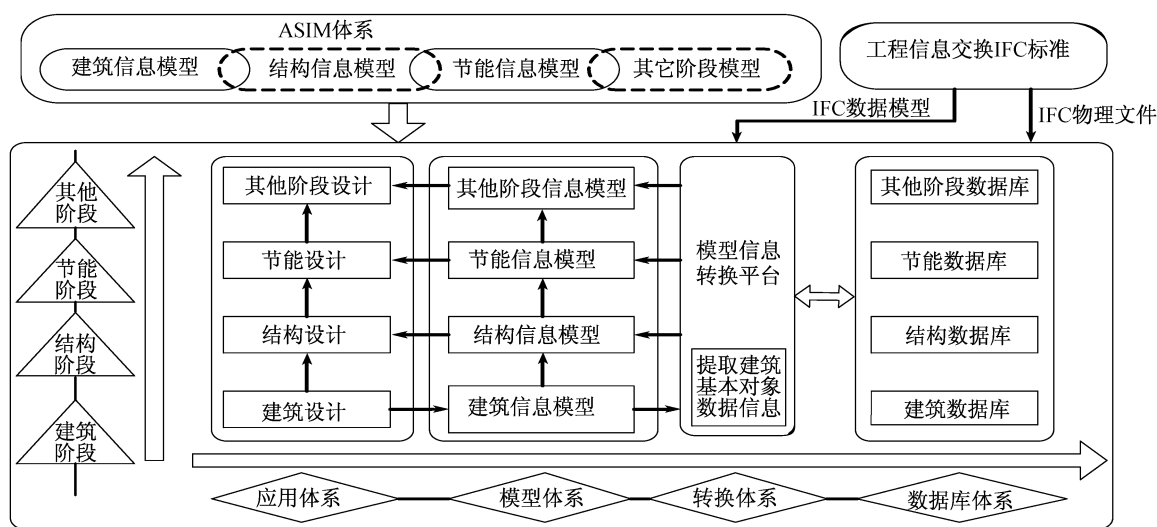 ASIM体系
建筑信息模型
结构信息模型
节能信息模型
其它阶段模型
工程信息交换IFC标准
IFC数据模型
IFC物理文件
其他
阶段
节能
阶段
结构
阶段
建筑
阶段
其他阶段设计
节能设计
结构设计
建筑设计
其他阶段信息模型
节能信息模型
结构信息模型
建筑信息模型
模型信息
转换平台
提取建筑
基本对象
数据信息
其他阶段数据库
节能数据库
结构数据库
建筑数据库
应用体系
模型体系
转换体系
数据库体系